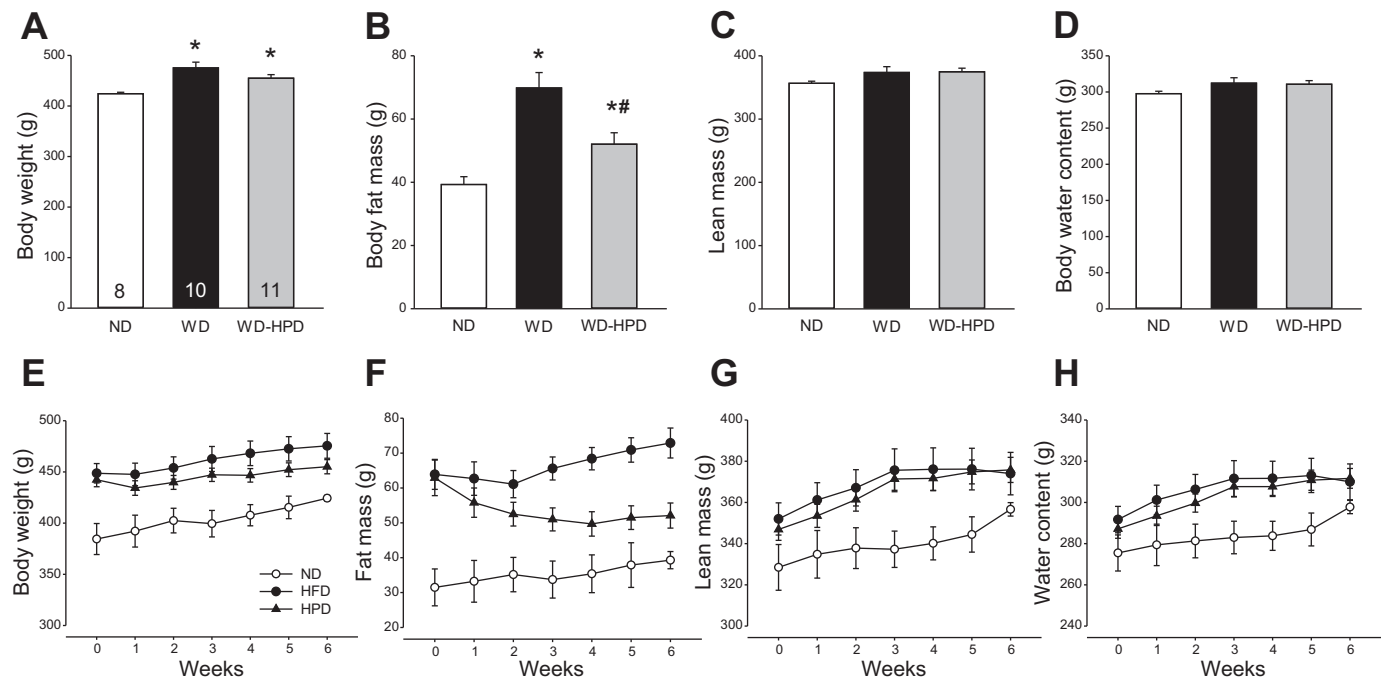 A
Body weight (g)
500
400
300
200
100
0
*
*
8
10
11
ND
WD
WD-HPD
B
Body fat mass (g)
80
60
40
20
0
*
*#
ND
WD
WD-HPD
C
Lean mass (g)
400
300
200
100
0
ND
WD
WD-HPD
D
Body water content (g)
350
300
250
200
150
100
50
0
ND
WD
WD-HPD
E
Body weight (g)
500
450
400
350
300
ND
HFD
HPD
0 1 2 3 4 5 6
Weeks
F
Fat mass (g)
80
70
60
50
40
30
20
0 1 2 3 4 5 6
Weeks
G
Lean mass (g)
400
380
360
340
320
300
0 1 2 3 4 5 6
Weeks
H
Water content (g)
340
320
300
280
260
240
0 1 2 3 4 5 6
Weeks